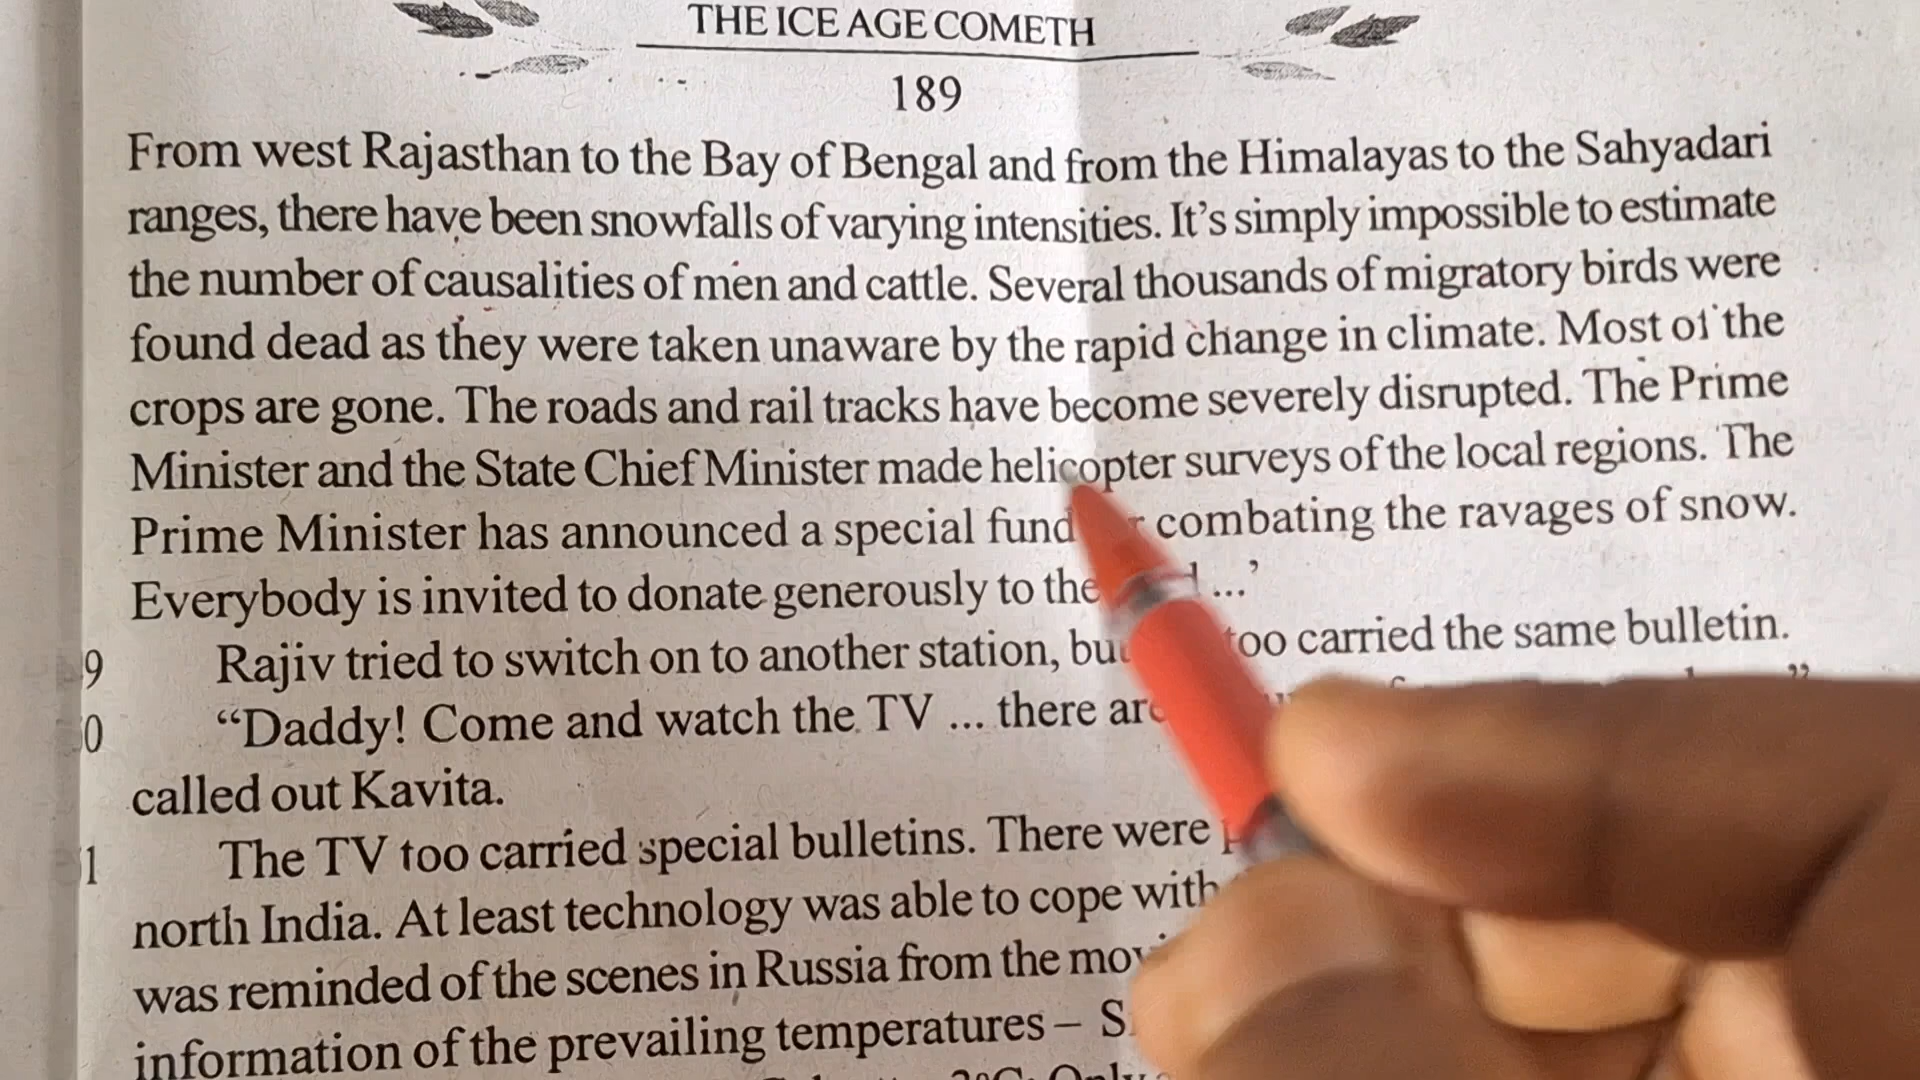 THE ICE AGE COMETH
189
From west Rajasthan to the Bay of Bengal and from the Himalayas to the Sahyadari
ranges, there have been snowfalls of varying intensities. It's simply impossible to estimate
the number of causalities of men and cattle. Several thousands of migratory birds were
found dead as they were taken unaware by the rapid change in climate. Most of the
crops are gone. The roads and rail tracks have become severely disrupted. The Prime
Minister and the State Chief Minister made helicopter surveys of the local regions. The
Prime Minister has announced a special fund combating the ravages of snow.
Everybody is invited to donate generously to the ...'
9 Rajiv tried to switch on to another station, too carried the same bulletin.
0 “Daddy! Come and watch the TV ... there
called out Kavita.
1 The TV too carried special bulletins. There were
north India. At least technology was able to cope with
was reminded of the scenes in Russia from the
information of the prevailing temperatures –